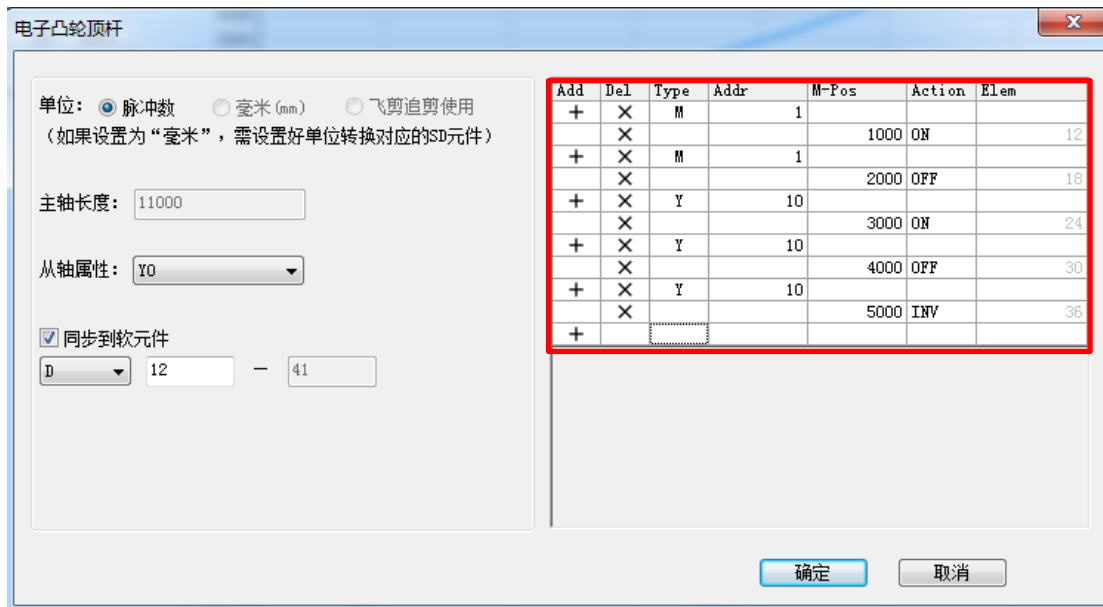 电子凸轮顶杆
单位： 脉冲数 毫米(mm) 飞剪追剪使用
（如果设置为“毫米”，需设置好单位转换对应的SD元件）
主轴长度： 11000
从轴属性： Y0
同步到软元件
D 12 — 41
Add Del Type Addr M-Pos Action Elem
+ × M 1
× 1000 ON 12
+ × M 1
× 2000 OFF 18
+ × Y 10
× 3000 ON 24
+ × Y 10
× 4000 OFF 30
+ × Y 10
× 5000 INV 36
+
确定 取消